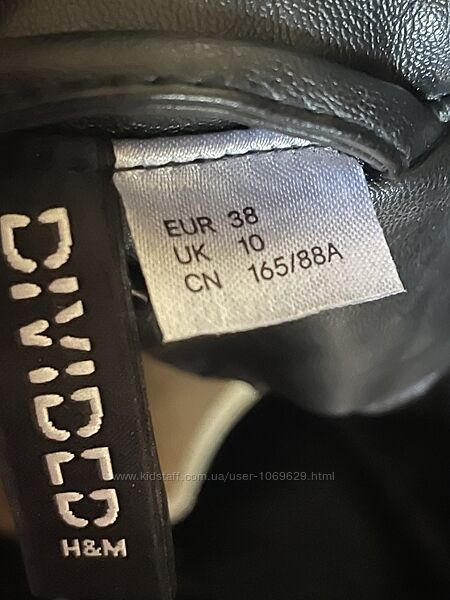 EUR 38
UK 10
CN 165/88A
DIVIDED
H&M
www.kidstaff.com.ua/user-1069629.html